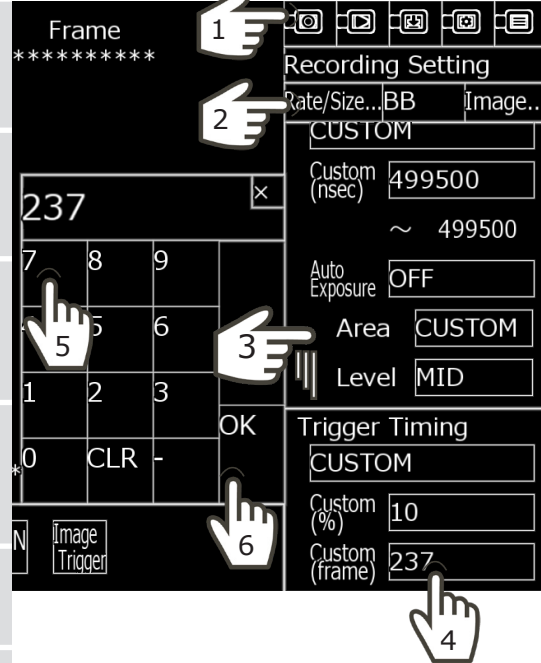 Frame
**********
1
Recording Setting
2
Rate/Size... BB Image..
CUSTOM
Custom (nsec) 499500
～ 499500
Auto Exposure OFF
3
Area CUSTOM
Level MID
237 ×
7 8 9
5 6
5
1 2 3
*0 CLR -
OK
6
N Image Trigger
Trigger Timing
CUSTOM
Custom (%) 10
Custom (frame) 237
4